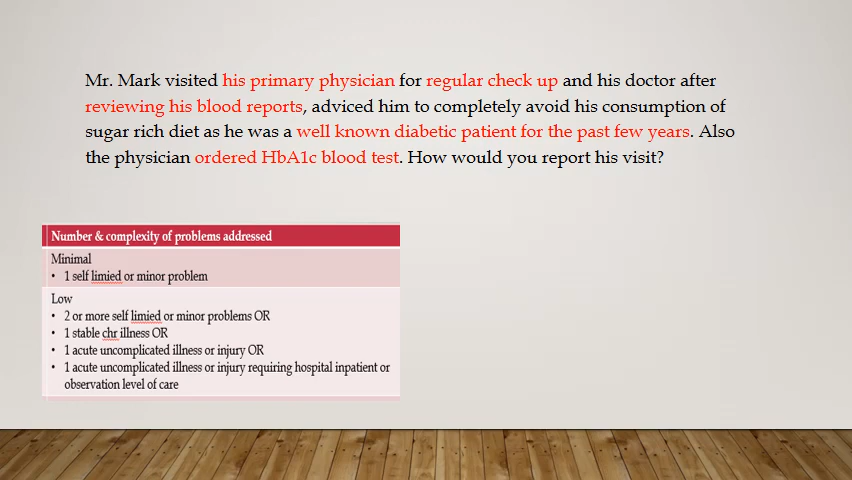 Mr. Mark visited his primary physician for regular check up and his doctor after
reviewing his blood reports, adviced him to completely avoid his consumption of
sugar rich diet as he was a well known diabetic patient for the past few years. Also
the physician ordered HbA1c blood test. How would you report his visit?
Number & complexity of problems addressed
Minimal
• 1 self limied or minor problem
Low
• 2 or more self limied or minor problems OR
• 1 stable chr illness OR
• 1 acute uncomplicated illness or injury OR
• 1 acute uncomplicated illness or injury requiring hospital inpatient or
observation level of care